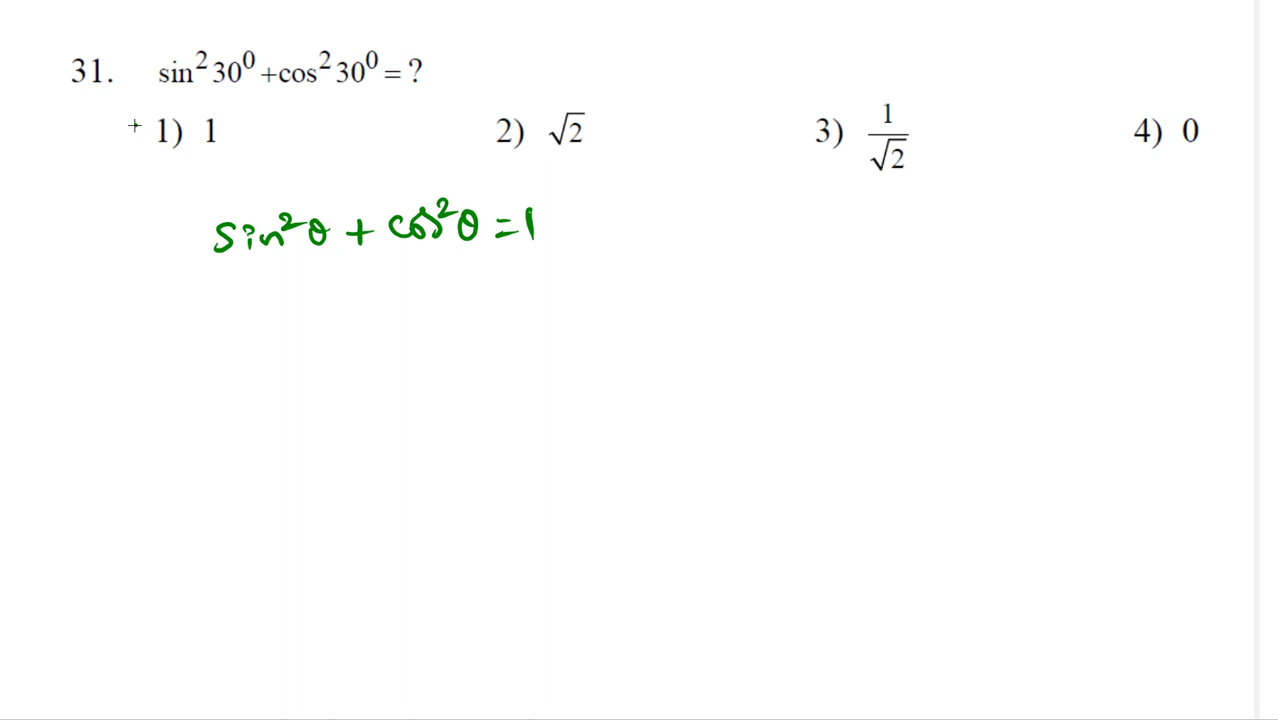 31. sin²30⁰ +cos²30⁰ = ?
1) 1 2) √2 3) 1/√2 4) 0
sin²θ + cos²θ = 1